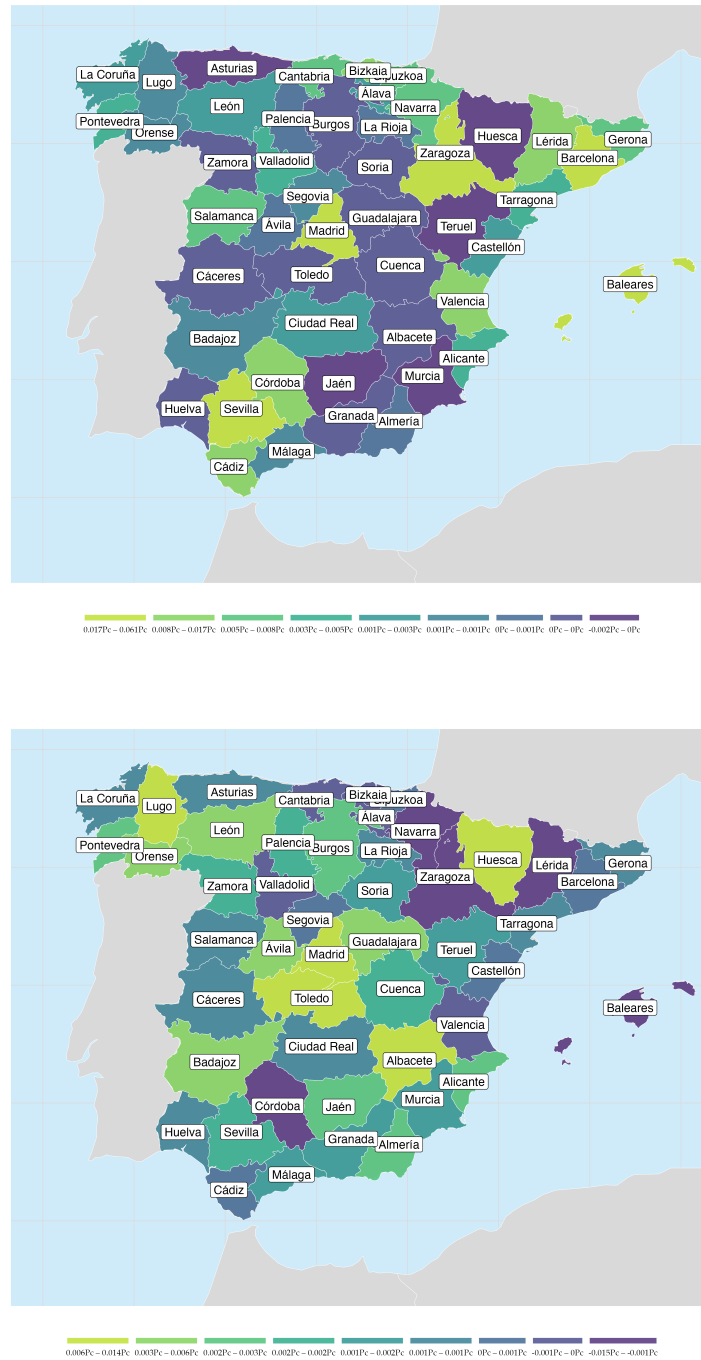 Asturias
La Coruña
Lugo
Cantabria
Bizkaia
Gipuzkoa
Álava
Navarra
León
Pontevedra
Orense
Palencia
Burgos
La Rioja
Huesca
Lérida
Gerona
Barcelona
Zaragoza
Zamora
Valladolid
Soria
Segovia
Tarragona
Salamanca
Ávila
Guadalajara
Madrid
Teruel
Castellón
Cáceres
Toledo
Cuenca
Baleares
Valencia
Ciudad Real
Badajoz
Albacete
Alicante
Córdoba
Jaén
Murcia
Huelva
Sevilla
Granada
Almería
Málaga
Cádiz
0.017Pc – 0.061Pc 0.008Pc – 0.017Pc 0.005Pc – 0.008Pc 0.003Pc – 0.005Pc 0.001Pc – 0.003Pc 0.001Pc – 0.001Pc 0Pc – 0.001Pc 0Pc – 0Pc -0.002Pc – 0Pc
Asturias
La Coruña
Lugo
Cantabria
Bizkaia
Gipuzkoa
Álava
Navarra
León
Pontevedra
Orense
Palencia
Burgos
La Rioja
Huesca
Lérida
Gerona
Barcelona
Zaragoza
Zamora
Valladolid
Soria
Segovia
Tarragona
Salamanca
Ávila
Guadalajara
Madrid
Teruel
Castellón
Cáceres
Toledo
Cuenca
Baleares
Valencia
Ciudad Real
Badajoz
Albacete
Alicante
Córdoba
Jaén
Murcia
Huelva
Sevilla
Granada
Almería
Málaga
Cádiz
0.006Pc – 0.014Pc 0.003Pc – 0.006Pc 0.002Pc – 0.003Pc 0.002Pc – 0.002Pc 0.001Pc – 0.002Pc 0.001Pc – 0.001Pc 0Pc – 0.001Pc -0.001Pc – 0Pc -0.015Pc – -0.001Pc